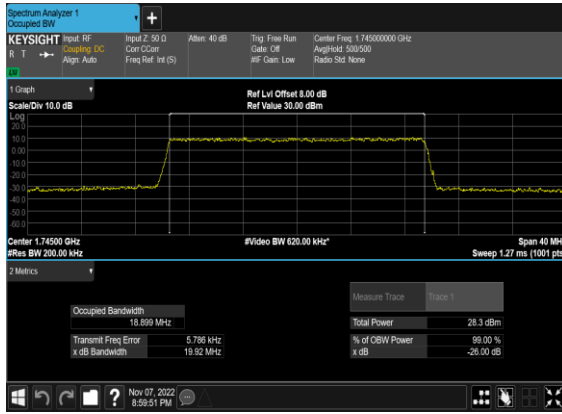 Spectrum Analyzer 1
Occupied BW
+
KEYSIGHT Input: RF Input Z: 50 Ω Atten: 40 dB Trig: Free Run Center Freq: 1.745000000 GHz
R T Coupling: DC Corr CCorr Gate: Off Avg|Hold: 500/500
Align: Auto Freq Ref: Int (S) #IF Gain: Low Radio Std: None
LXI
1 Graph
Ref Lvl Offset 8.00 dB
Scale/Div 10.0 dB Ref Value 30.00 dBm
Log
20.0
10.0
0.00
-10.0
-20.0
-30.0
-40.0
-50.0
-60.0
Center 1.74500 GHz #Video BW 620.00 kHz* Span 40 MH
#Res BW 200.00 kHz Sweep 1.27 ms (1001 pts
2 Metrics
Measure Trace Trace 1
Occupied Bandwidth
18.899 MHz Total Power 28.3 dBm
Transmit Freq Error 5.786 kHz % of OBW Power 99.00 %
x dB Bandwidth 19.92 MHz x dB -26.00 dB
? Nov 07, 2022
8:59:51 PM